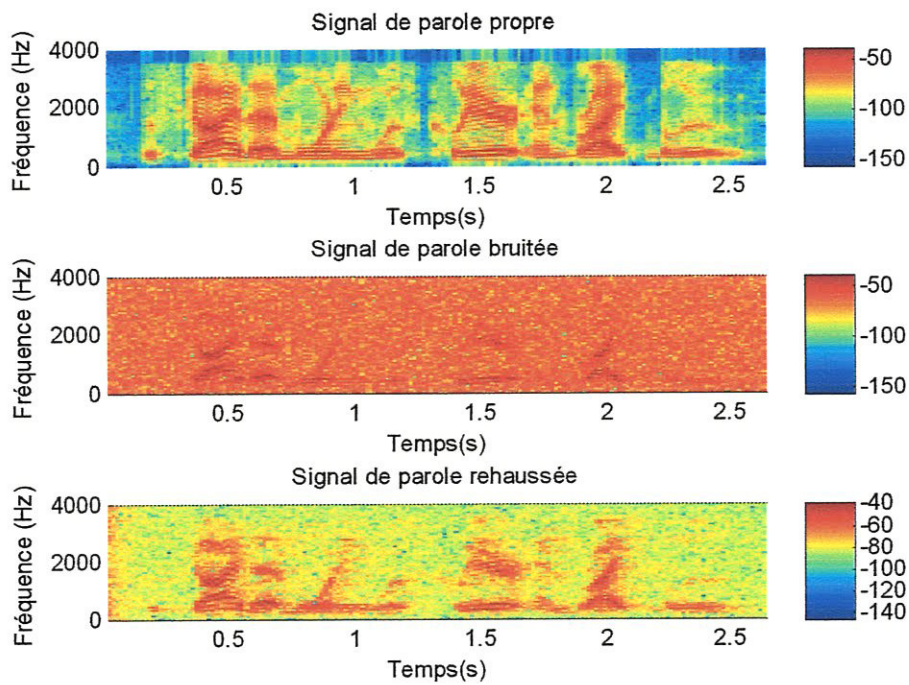 Signal de parole propre
Fréquence (Hz)
4000
2000
0
0.5 1 1.5 2 2.5
Temps(s)
-50
-100
-150
Signal de parole bruitée
Fréquence (Hz)
4000
2000
0
0.5 1 1.5 2 2.5
Temps(s)
-50
-100
-150
Signal de parole rehaussée
Fréquence (Hz)
4000
2000
0
0.5 1 1.5 2 2.5
Temps(s)
-40
-60
-80
-100
-120
-140